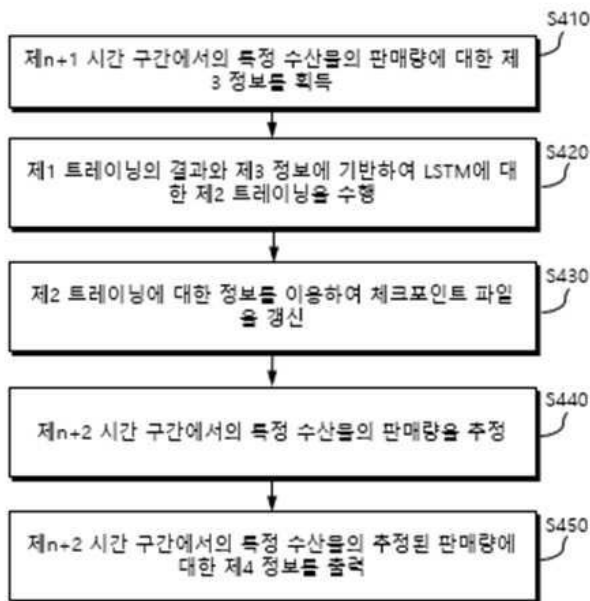 S410
제n+1 시간 구간에서의 특정 수산물의 판매량에 대한 제
3 정보를 획득
S420
제1 트레이닝의 결과와 제3 정보에 기반하여 LSTM에 대
한 제2 트레이닝을 수행
S430
제2 트레이닝에 대한 정보를 이용하여 체크포인트 파일
을 갱신
S440
제n+2 시간 구간에서의 특정 수산물의 판매량을 추정
S450
제n+2 시간 구간에서의 특정 수산물의 추정된 판매량에
대한 제4 정보를 출력